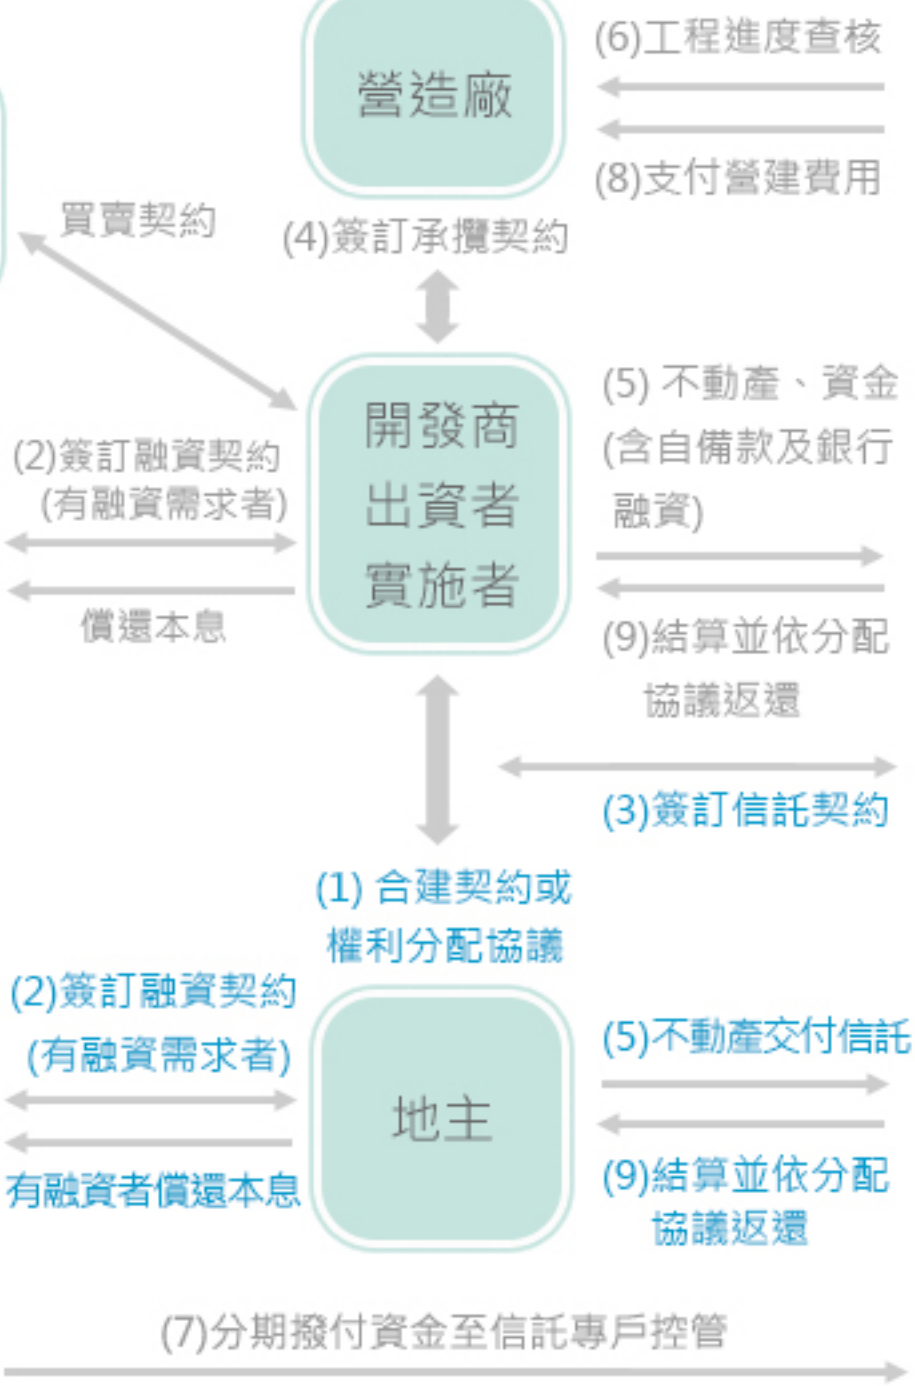 (6)工程進度查核
營造廠
(8)支付營建費用
買賣契約
(4)簽訂承攬契約
(5) 不動產、資金
(含自備款及銀行
融資)
開發商
出資者
實施者
(2)簽訂融資契約
(有融資需求者)
償還本息
(9)結算並依分配
協議返還
(3)簽訂信託契約
(1) 合建契約或
權利分配協議
(2)簽訂融資契約
(有融資需求者)
有融資者償還本息
地主
(5)不動產交付信託
(9)結算並依分配
協議返還
(7)分期撥付資金至信託專戶控管